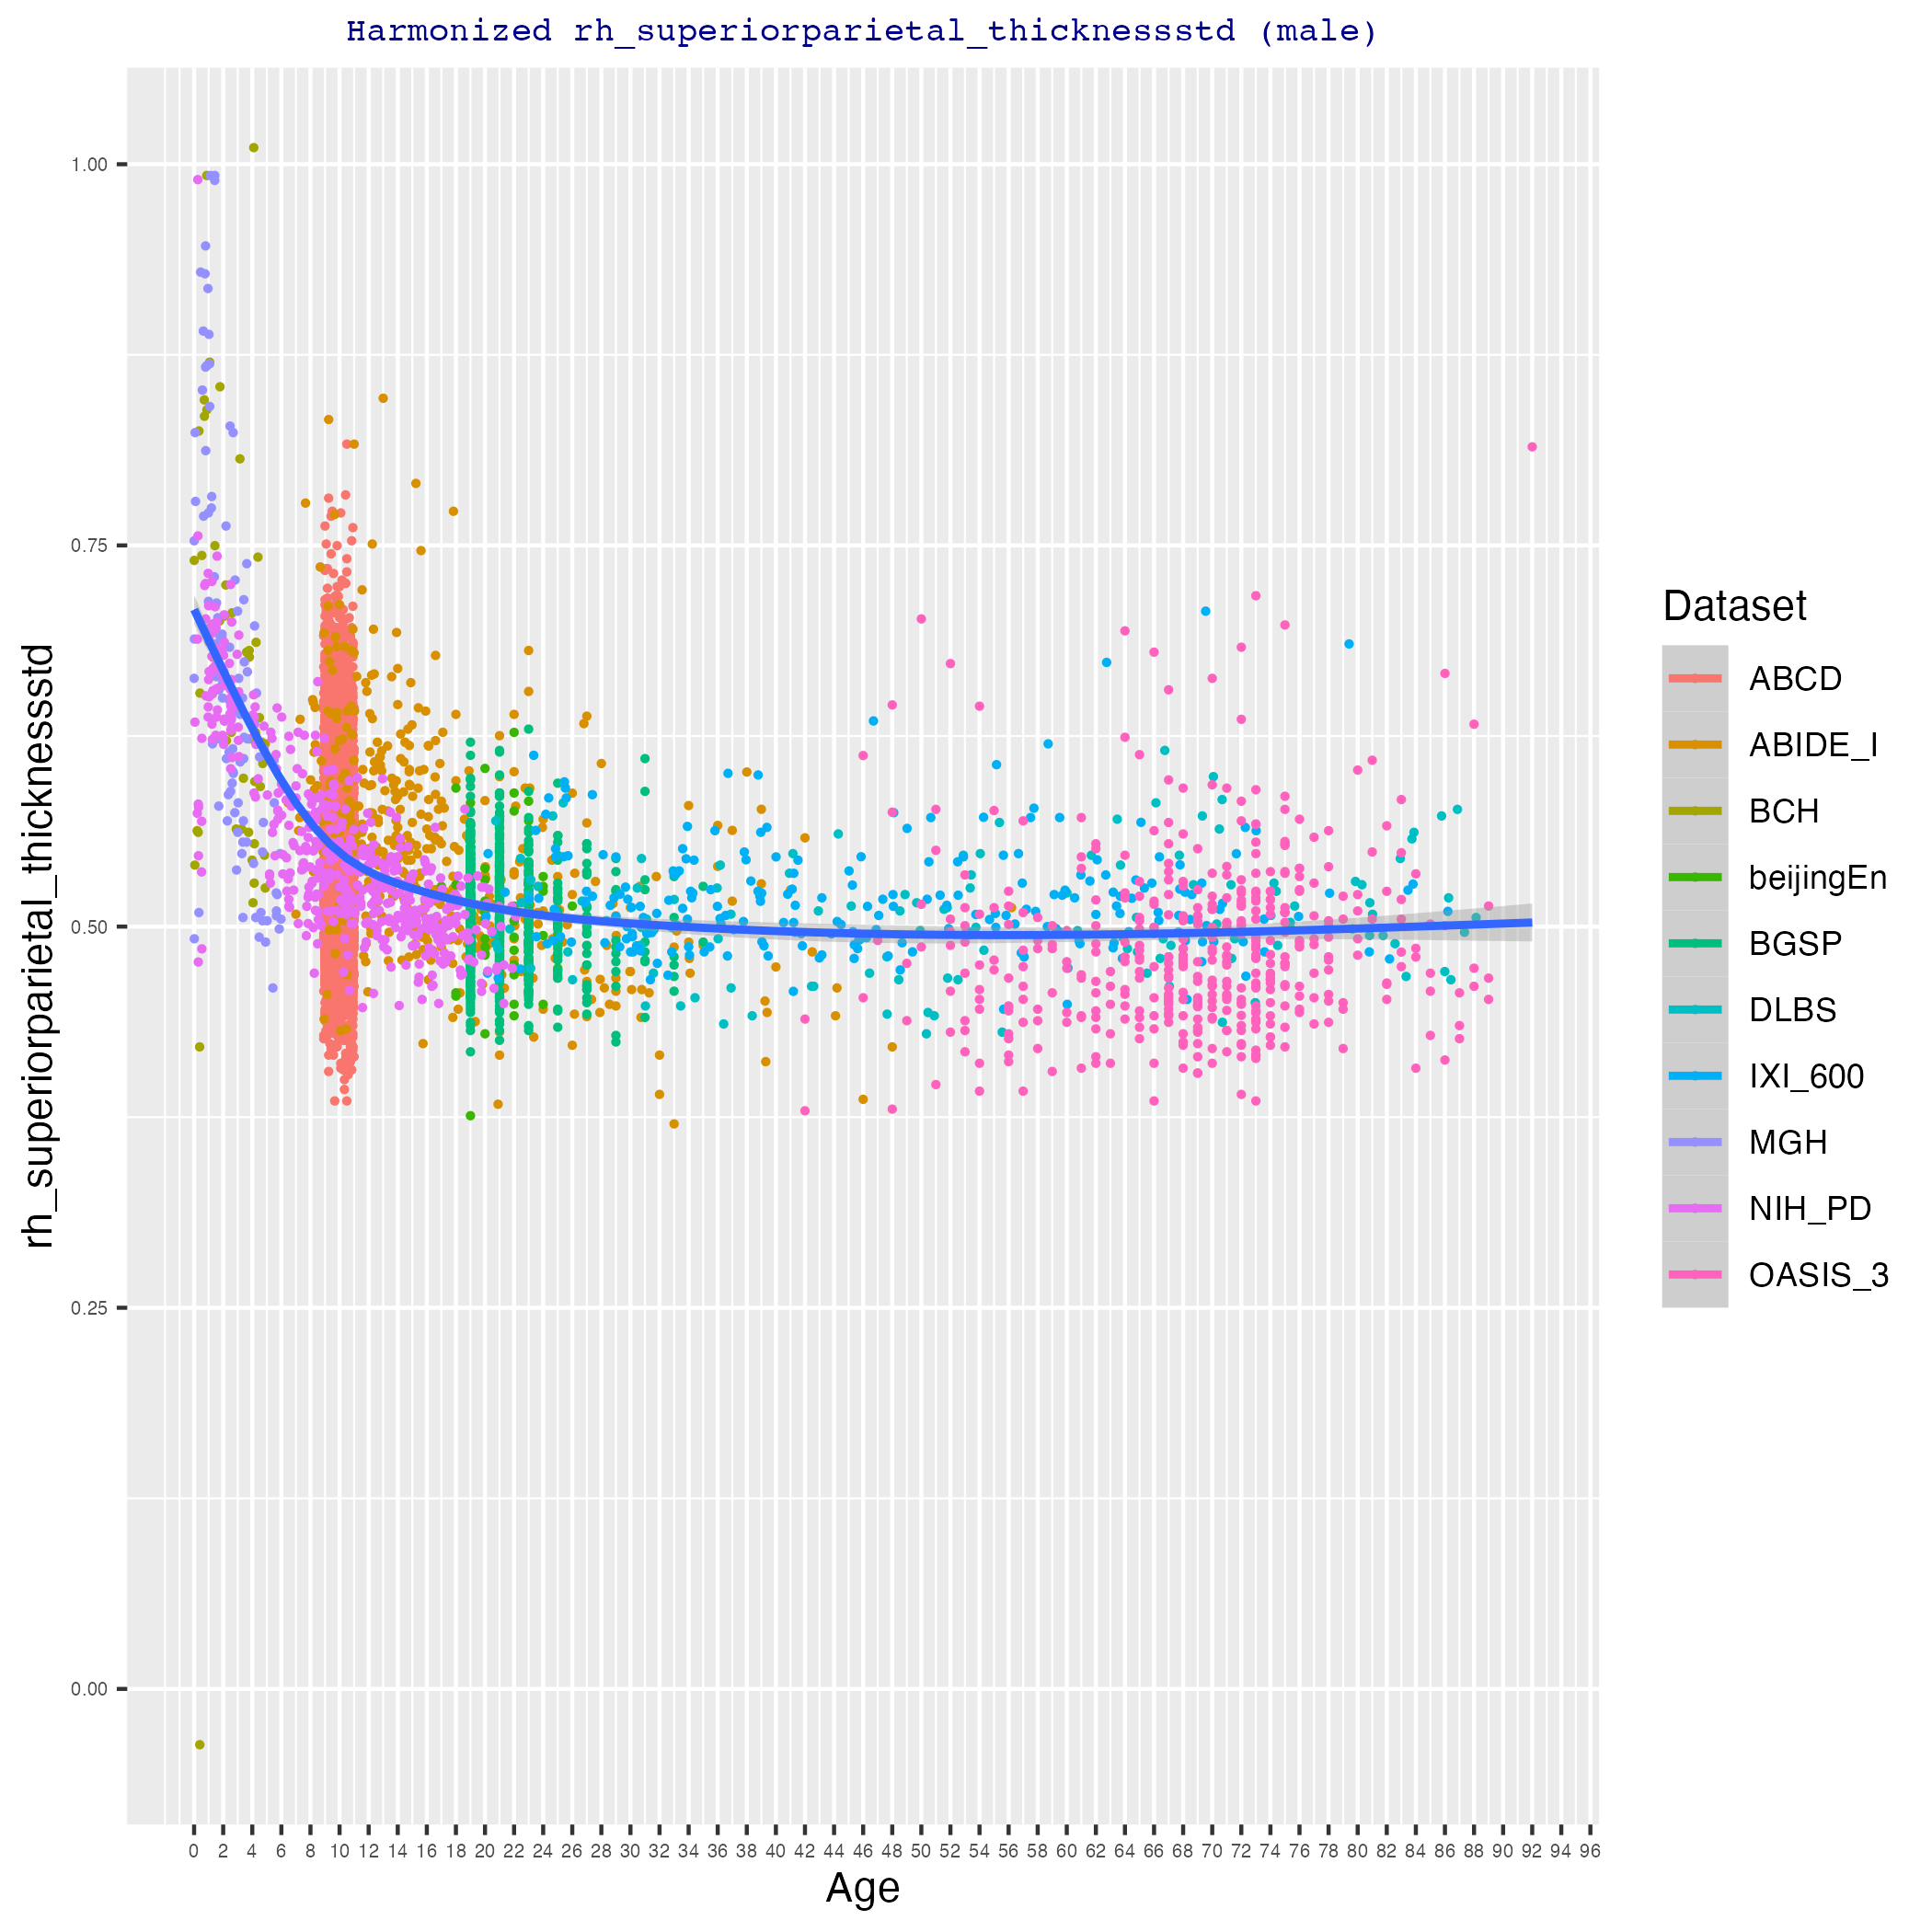 Harmonized rh_superiorparietal_thicknessstd (male)
rh_superiorparietal_thicknessstd
1.00
0.75
0.50
0.25
0.00
0 2 4 6 8 10 12 14 16 18 20 22 24 26 28 30 32 34 36 38 40 42 44 46 48 50 52 54 56 58 60 62 64 66 68 70 72 74 76 78 80 82 84 86 88 90 92 94 96
Age
Dataset
ABCD
ABIDE_I
BCH
beijingEn
BGSP
DLBS
IXI_600
MGH
NIH_PD
OASIS_3